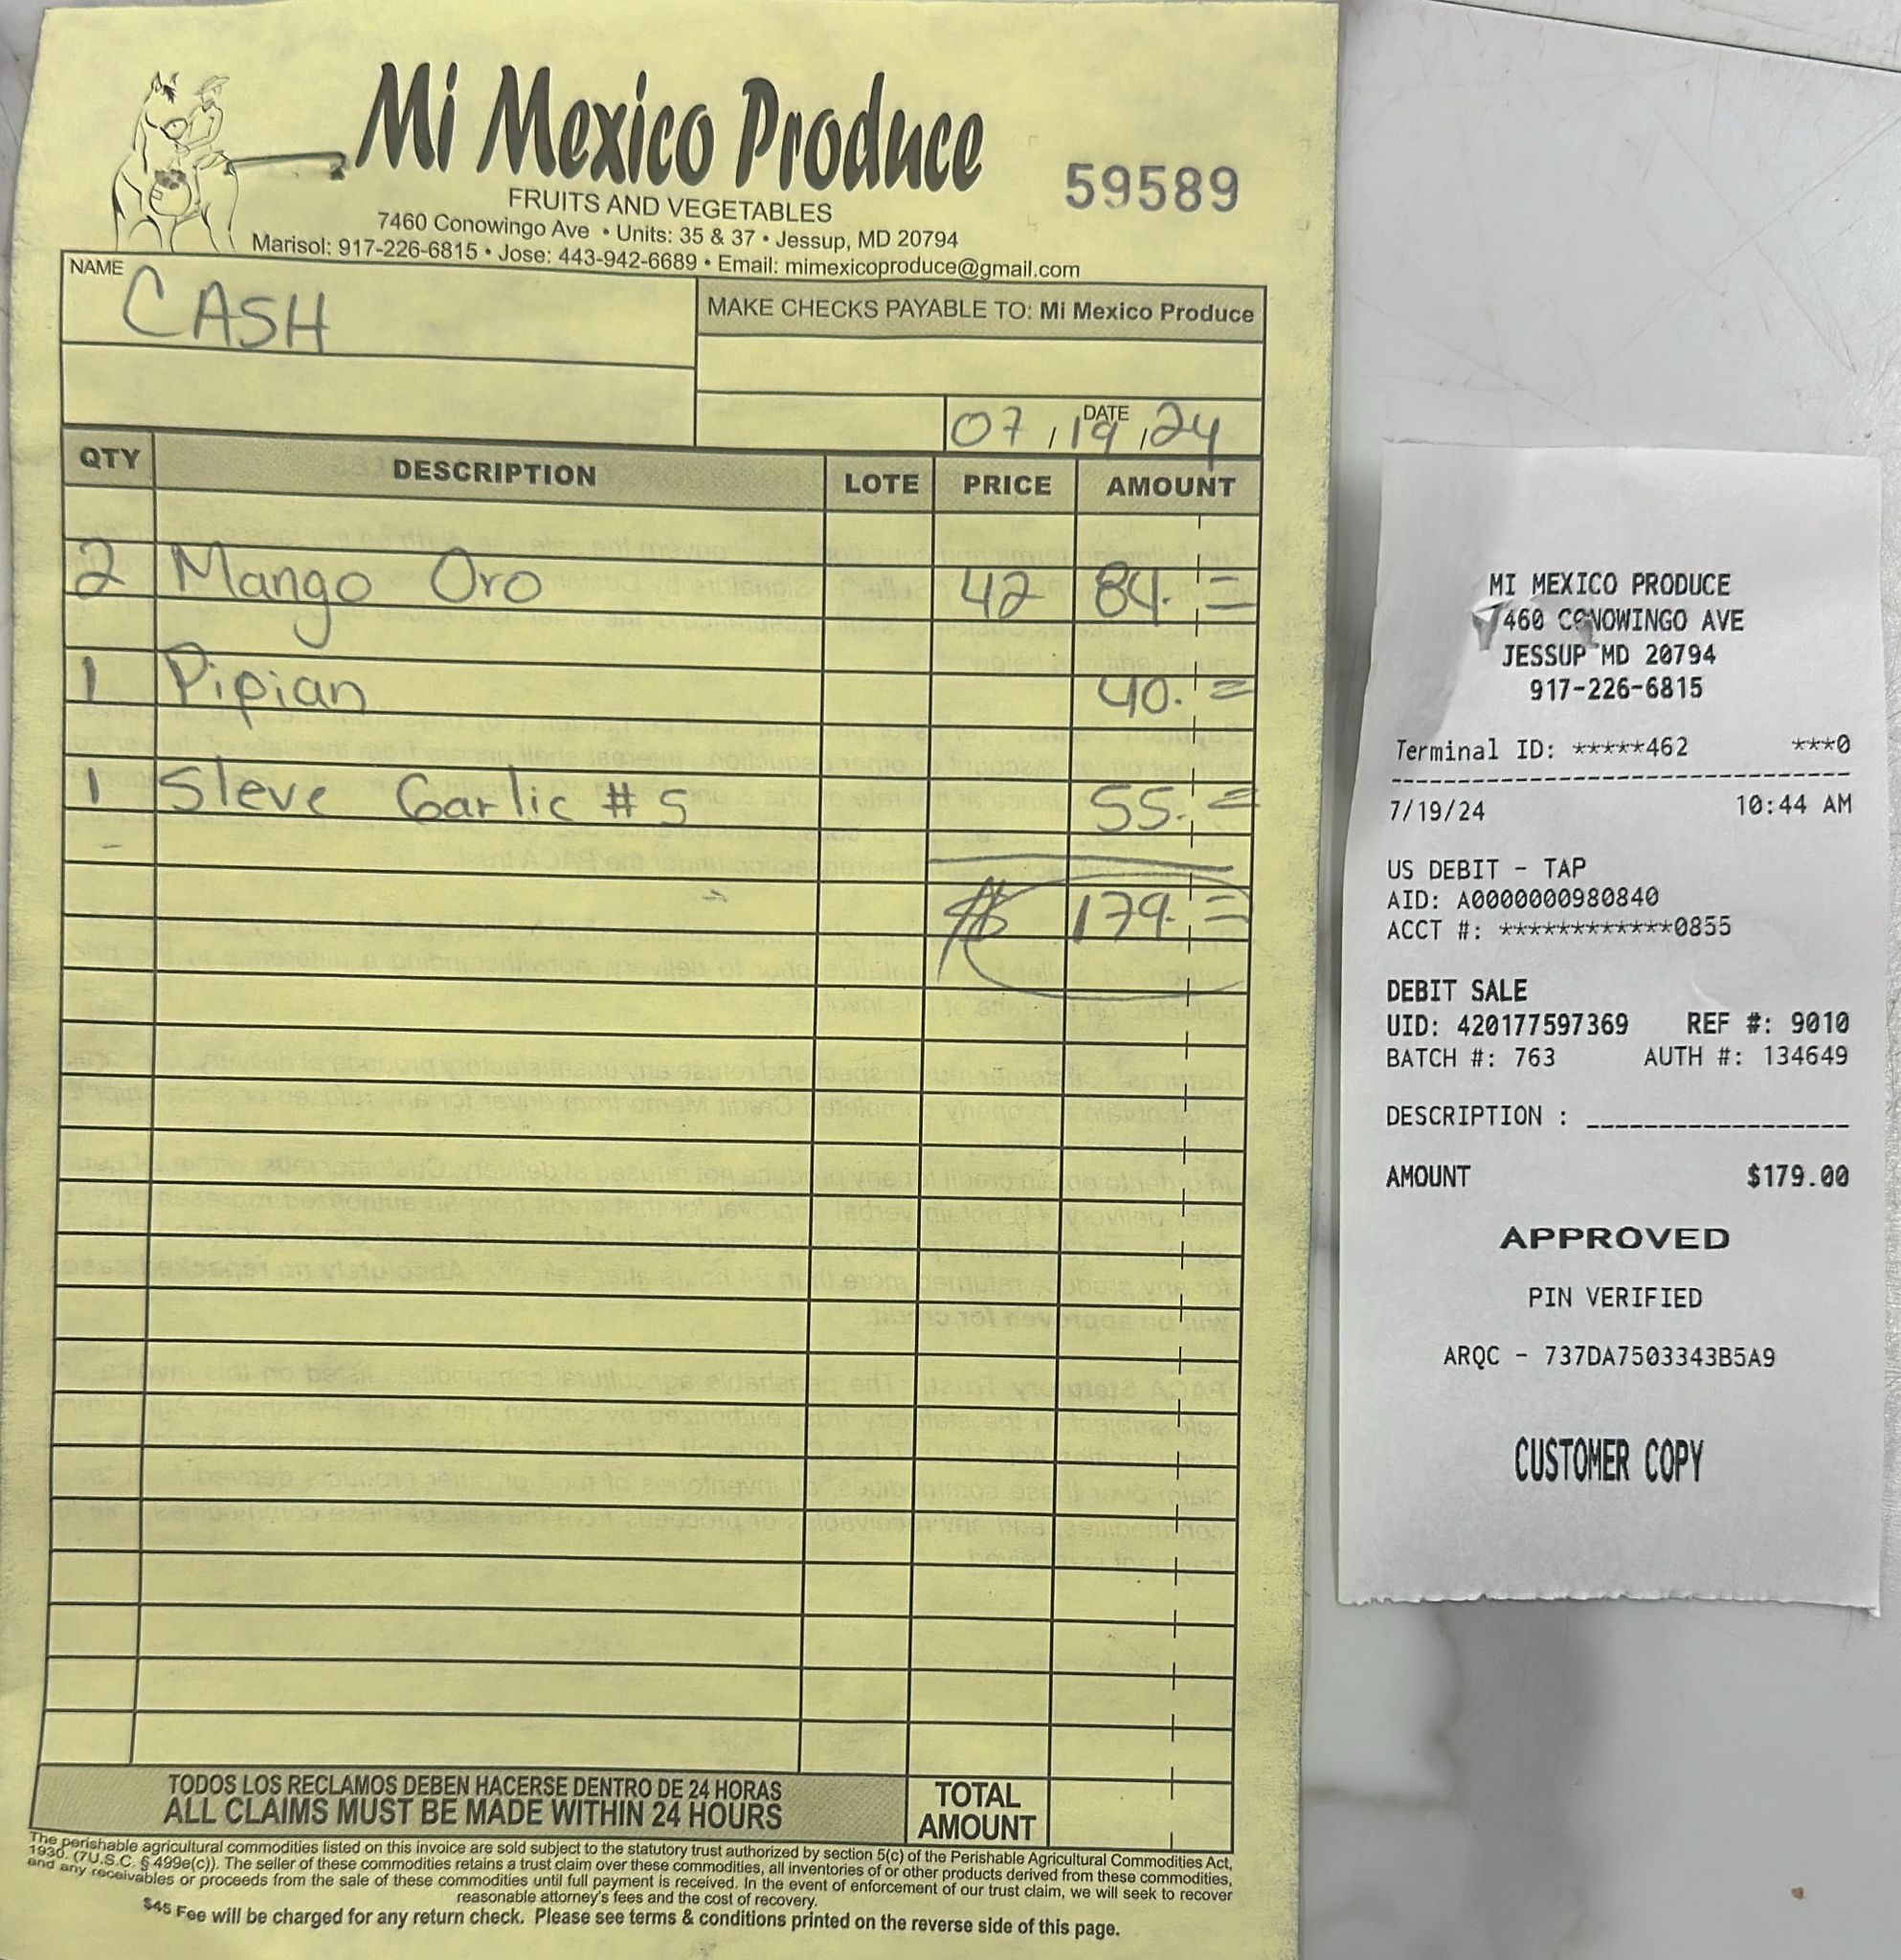 Mi Mexico Produce
59589
FRUITS AND VEGETABLES
7460 Conowingo Ave • Units: 35 & 37 • Jessup, MD 20794
Marisol: 917-226-6815 • Jose: 443-942-6689 • Email: mimexicoproduce@gmail.com
NAME
CASH
MAKE CHECKS PAYABLE TO: Mi Mexico Produce
DATE
07/19/24
QTY DESCRIPTION LOTE PRICE AMOUNT
2 Mango Oro 42 84.=
1 Pipian 40.=
1 Sleve Garlic #5 55.=
$ 179.=
TODOS LOS RECLAMOS DEBEN HACERSE DENTRO DE 24 HORAS
ALL CLAIMS MUST BE MADE WITHIN 24 HOURS
TOTAL
AMOUNT
The perishable agricultural commodities listed on this invoice are sold subject to the statutory trust authorized by section 5(c) of the Perishable Agricultural Commodities Act,
1930. (7U.S.C. § 499e(c)). The seller of these commodities retains a trust claim over these commodities, all inventories of or other products derived from these commodities,
and any receivables or proceeds from the sale of these commodities until full payment is received. In the event of enforcement of our trust claim, we will seek to recover
reasonable attorney's fees and the cost of recovery.
$45 Fee will be charged for any return check. Please see terms & conditions printed on the reverse side of this page.
MI MEXICO PRODUCE
7460 CONOWINGO AVE
JESSUP MD 20794
917-226-6815
Terminal ID: *****462 ***0
7/19/24 10:44 AM
US DEBIT - TAP
AID: A0000000980840
ACCT #: ************0855
DEBIT SALE
UID: 420177597369 REF #: 9010
BATCH #: 763 AUTH #: 134649
DESCRIPTION : __________________
AMOUNT $179.00
APPROVED
PIN VERIFIED
ARQC - 737DA7503343B5A9
CUSTOMER COPY